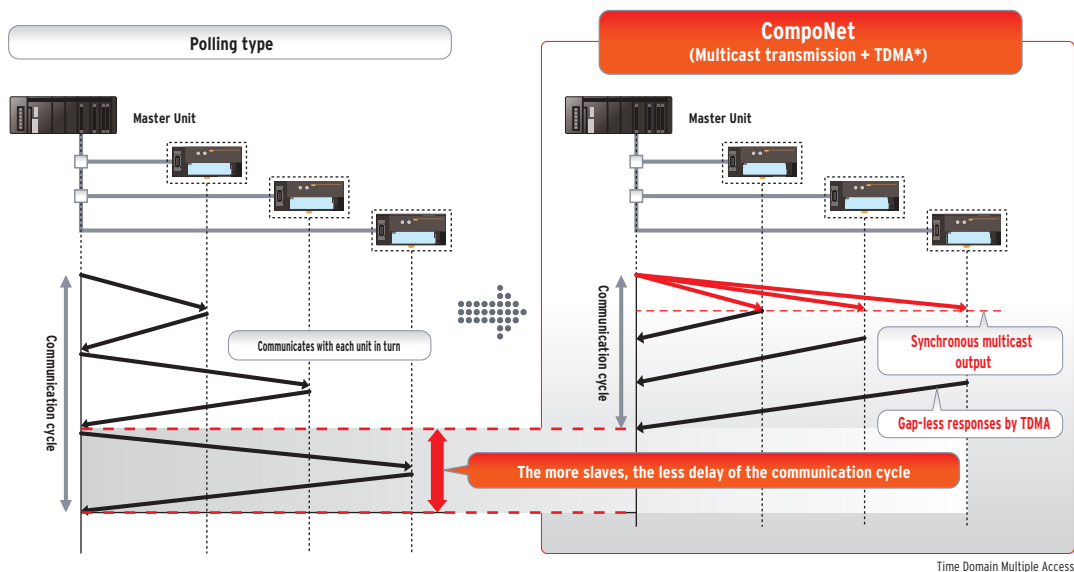 Polling type
CompoNet
(Multicast transmission + TDMA*)
Master Unit
Master Unit
Communication cycle
Communicates with each unit in turn
Communication cycle
Synchronous multicast
output
Gap-less responses by TDMA
The more slaves, the less delay of the communication cycle
Time Domain Multiple Access